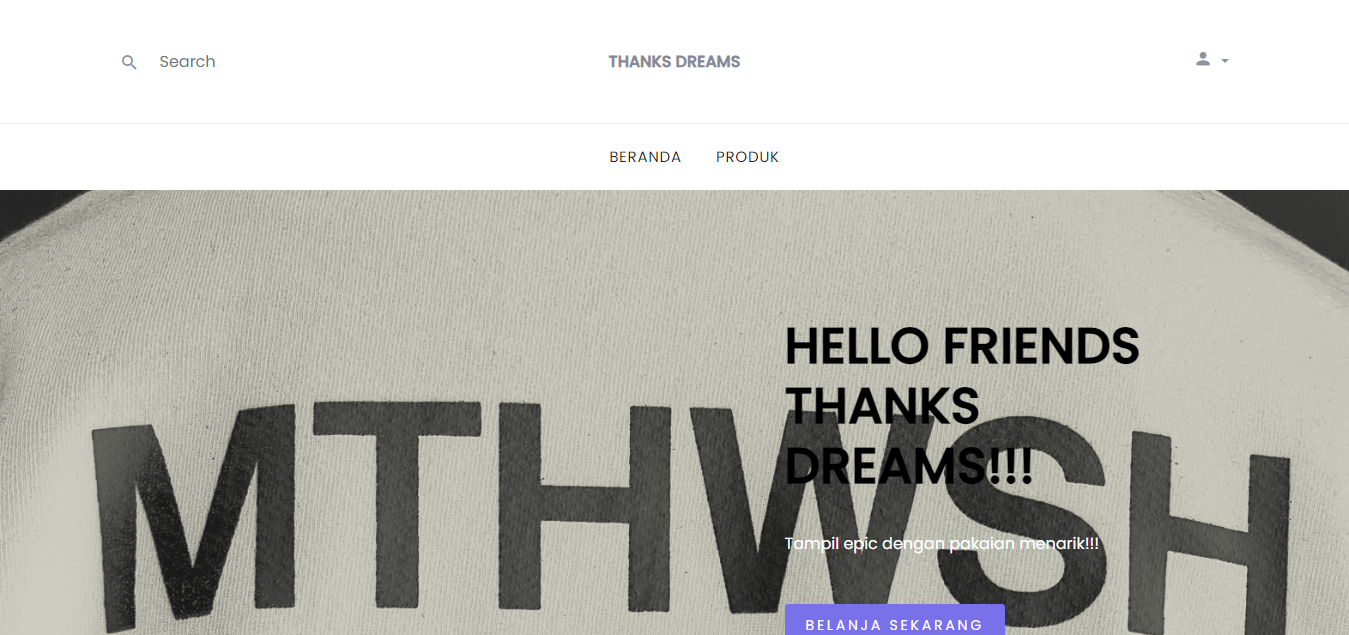 Search
THANKS DREAMS
BERANDA PRODUK
HELLO FRIENDS
THANKS
DREAMS!!!
MTHWSH
Tampil epic dengan pakaian menarik!!!
BELANJA SEKARANG